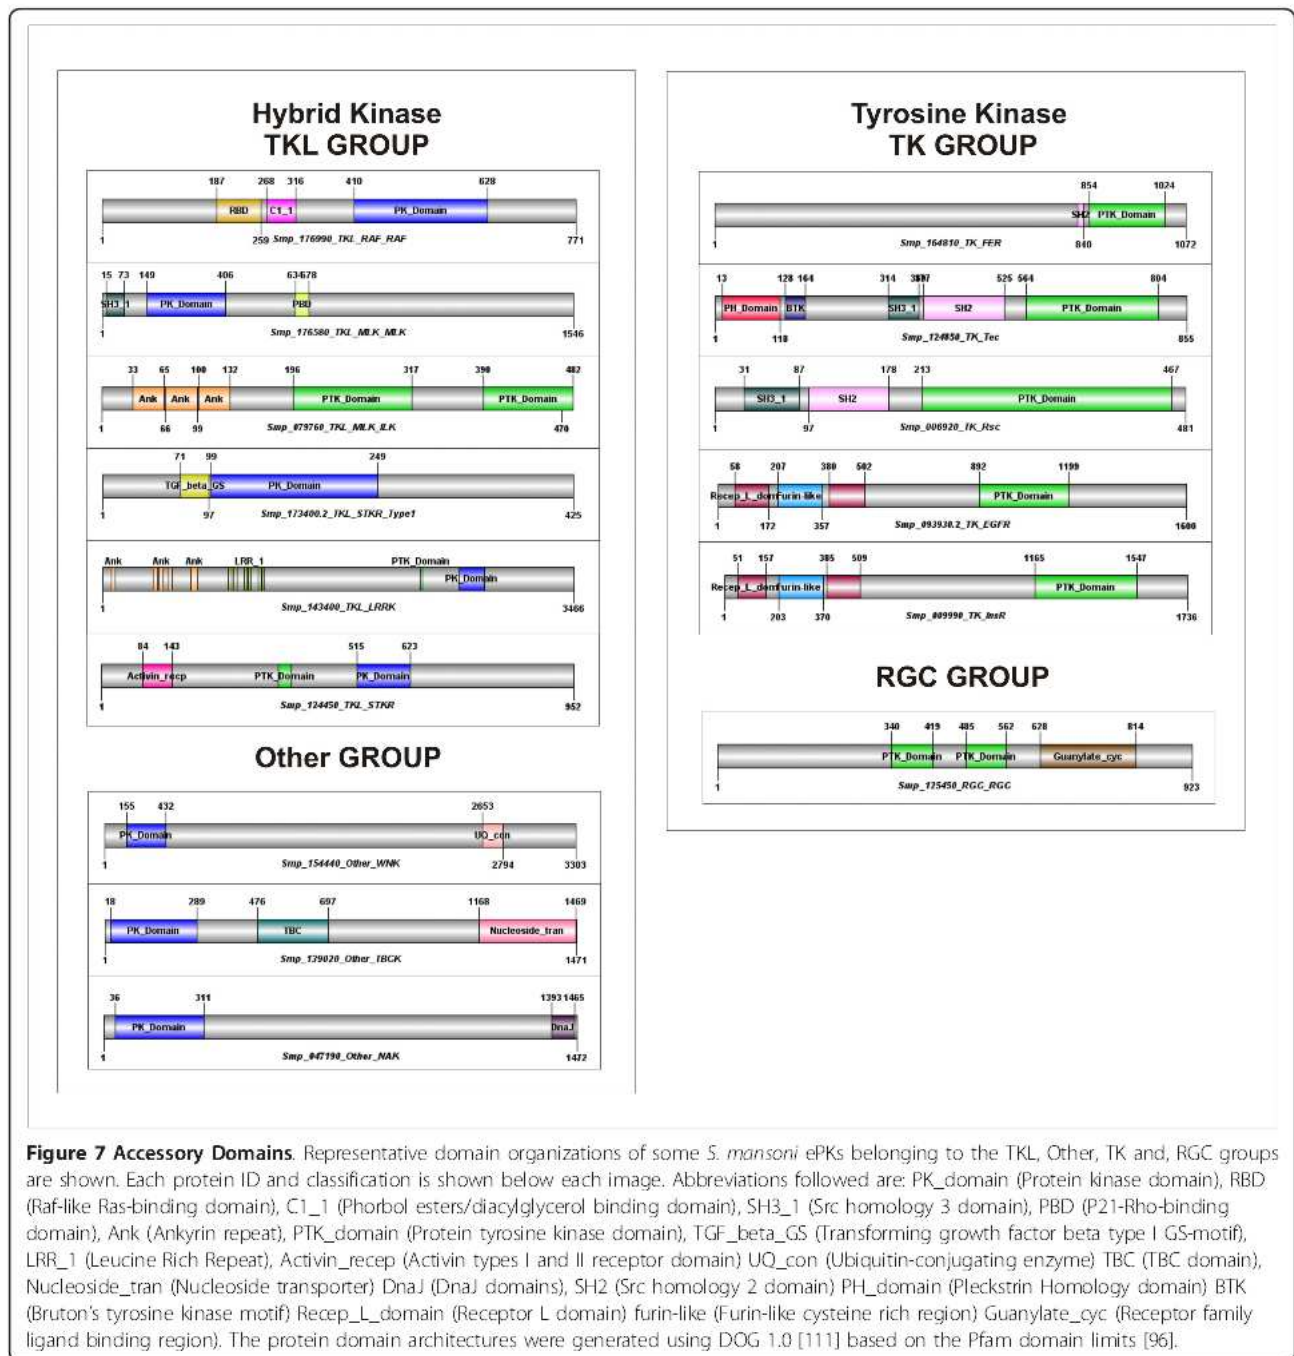 Hybrid Kinase
TKL GROUP
187 268 316 410 628
RBD C1_1 PK_Domain
1 259 Smp_176990_TKL_RAF_RAF 771
15 73 149 406 634 678
SH3_1 PK_Domain PBD
1 Smp_176580_TKL_MLK_MLK 1546
33 65 100 132 196 317 390 482
Ank Ank Ank PTK_Domain PTK_Domain
1 66 99 Smp_079760_TKL_MLK_ILK 470
71 99 249
TGF_beta_GS PK_Domain
1 97 Smp_173400.2_TKL_STKR_Type1 425
Ank Ank Ank LRR_1 PTK_Domain
PK_Domain
1 Smp_143400_TKL_LRRK 3466
84 143 515 623
Activin_recp PTK_Domain PK_Domain
1 Smp_124450_TKL_STKR 952
Other GROUP
155 432 2653
PK_Domain UQ_con
1 Smp_154440_Other_WNK 2794 3303
18 289 476 697 1168 1469
PK_Domain TBC Nucleoside_tran
1 Smp_139020_Other_TBCK 1471
36 311 1393 1465
PK_Domain DnaJ
1 Smp_047190_Other_NAK 1472
Tyrosine Kinase
TK GROUP
854 1024
SH2 PTK_Domain
1 Smp_164810_TK_FER 840 1072
13 128 164 314 525 564 804
PH_Domain BTK SH3_1 SH2 PTK_Domain
1 118 Smp_124050_TK_Tec 855
31 87 178 213 467
SH3_1 SH2 PTK_Domain
1 97 Smp_006920_TK_Rsc 481
58 207 380 502 892 1199
Recep_L_dom Furin-like PTK_Domain
1 172 357 Smp_093930.2_TK_EGFR 1600
51 157 385 509 1165 1547
Recep_L_dom Furin-like PTK_Domain
1 203 370 Smp_009990_TK_InsR 1736
RGC GROUP
340 419 485 562 628 814
PTK_Domain PTK_Domain Guanylate_cyc
1 Smp_125450_RGC_RGC 923
Figure 7 Accessory Domains. Representative domain organizations of some S. mansoni ePKs belonging to the TKL, Other, TK and, RGC groups
are shown. Each protein ID and classification is shown below each image. Abbreviations followed are: PK_domain (Protein kinase domain), RBD
(Raf-like Ras-binding domain), C1_1 (Phorbol esters/diacylglycerol binding domain), SH3_1 (Src homology 3 domain), PBD (P21-Rho-binding
domain), Ank (Ankyrin repeat), PTK_domain (Protein tyrosine kinase domain), TGF_beta_GS (Transforming growth factor beta type I GS-motif),
LRR_1 (Leucine Rich Repeat), Activin_recep (Activin types I and II receptor domain) UQ_con (Ubiquitin-conjugating enzyme) TBC (TBC domain),
Nucleoside_tran (Nucleoside transporter) DnaJ (DnaJ domains), SH2 (Src homology 2 domain) PH_domain (Pleckstrin Homology domain) BTK
(Bruton's tyrosine kinase motif) Recep_L_domain (Receptor L domain) furin-like (Furin-like cysteine rich region) Guanylate_cyc (Receptor family
ligand binding region). The protein domain architectures were generated using DOG 1.0 [111] based on the Pfam domain limits [96].